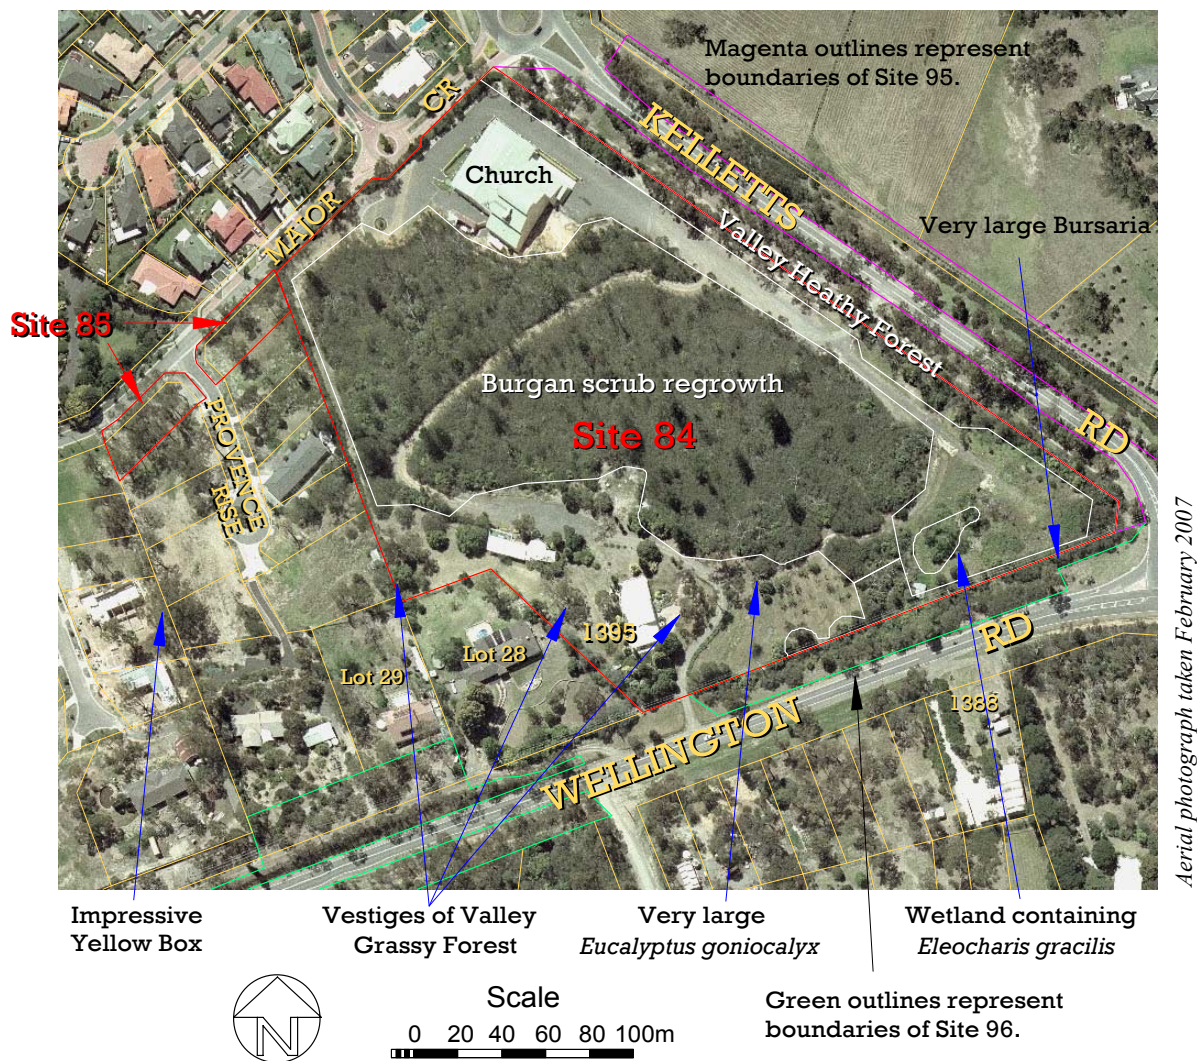 Magenta outlines represent
boundaries of Site 95.
CR
KELLETTS
Church
MAJOR
Valley Heathy Forest
Very large Bursaria
Site 85
Burgan scrub regrowth
Site 84
RD
PROVENCE
RISE
1395
Lot 28
Lot 29
RD
1386
WELLINGTON
Aerial photograph taken February 2007
Impressive
Yellow Box
Vestiges of Valley
Grassy Forest
Very large
Eucalyptus goniocalyx
Wetland containing
Eleocharis gracilis
Green outlines represent
boundaries of Site 96.
N
Scale
0 20 40 60 80 100m